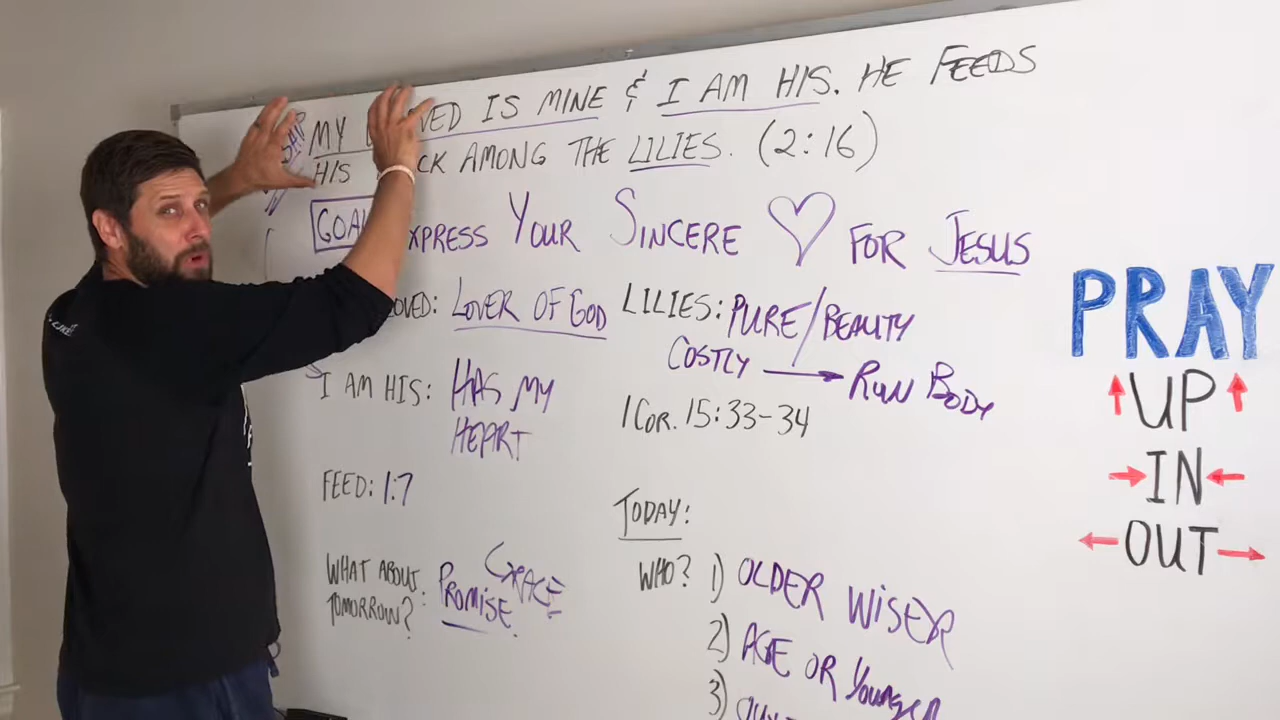 MY VED IS MINE & I AM HIS. HE FEEDS
HIS CK AMONG THE LILIES. (2:16)
GOAL XPRESS YOUR SINCERE ♡ FOR JESUS
OVED: LOVER OF GOD
I AM HIS: HAS MY
HEART
FEED: 1:7
WHAT ABOUT
TOMORROW?: PROMISE GRACE
LILIES: PURE/BEAUTY
COSTLY → RUN BODY
1 COR. 15:33-34
TODAY:
WHO? 1) OLDER WISER
2) AGE OR YOUNGER
3)
PRAY
↑ UP ↑
→ IN ←
← OUT →